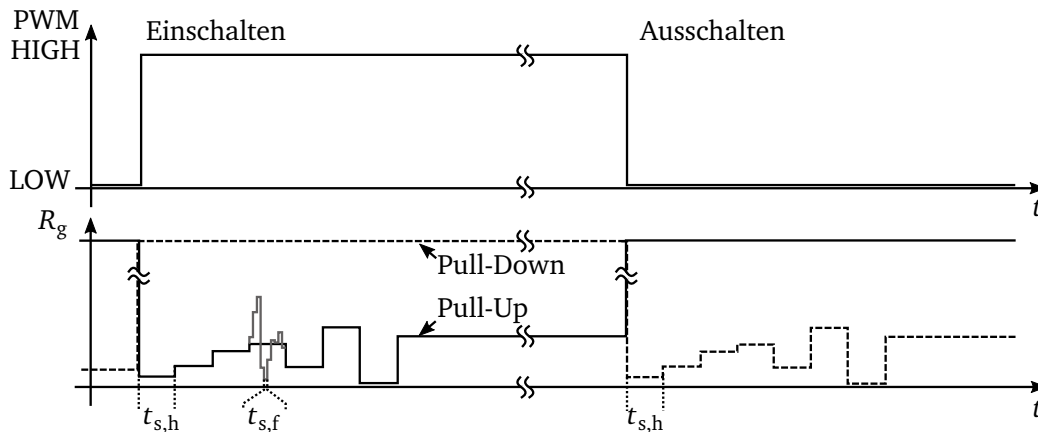 PWM
HIGH
Einschalten
Ausschalten
LOW
t
R_g
Pull-Down
Pull-Up
t_s,h
t_s,f
t_s,h
t